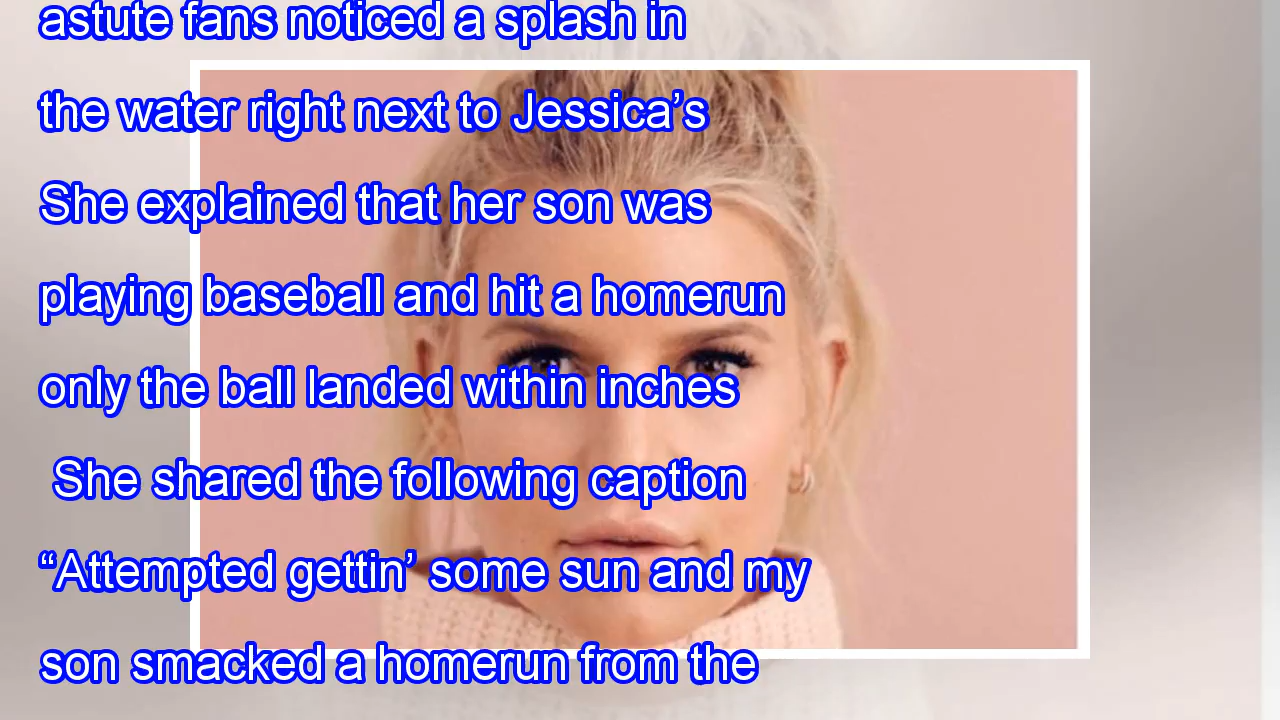 astute fans noticed a splash in
the water right next to Jessica’s
She explained that her son was
playing baseball and hit a homerun
only the ball landed within inches
She shared the following caption
“Attempted gettin’ some sun and my
son smacked a homerun from the